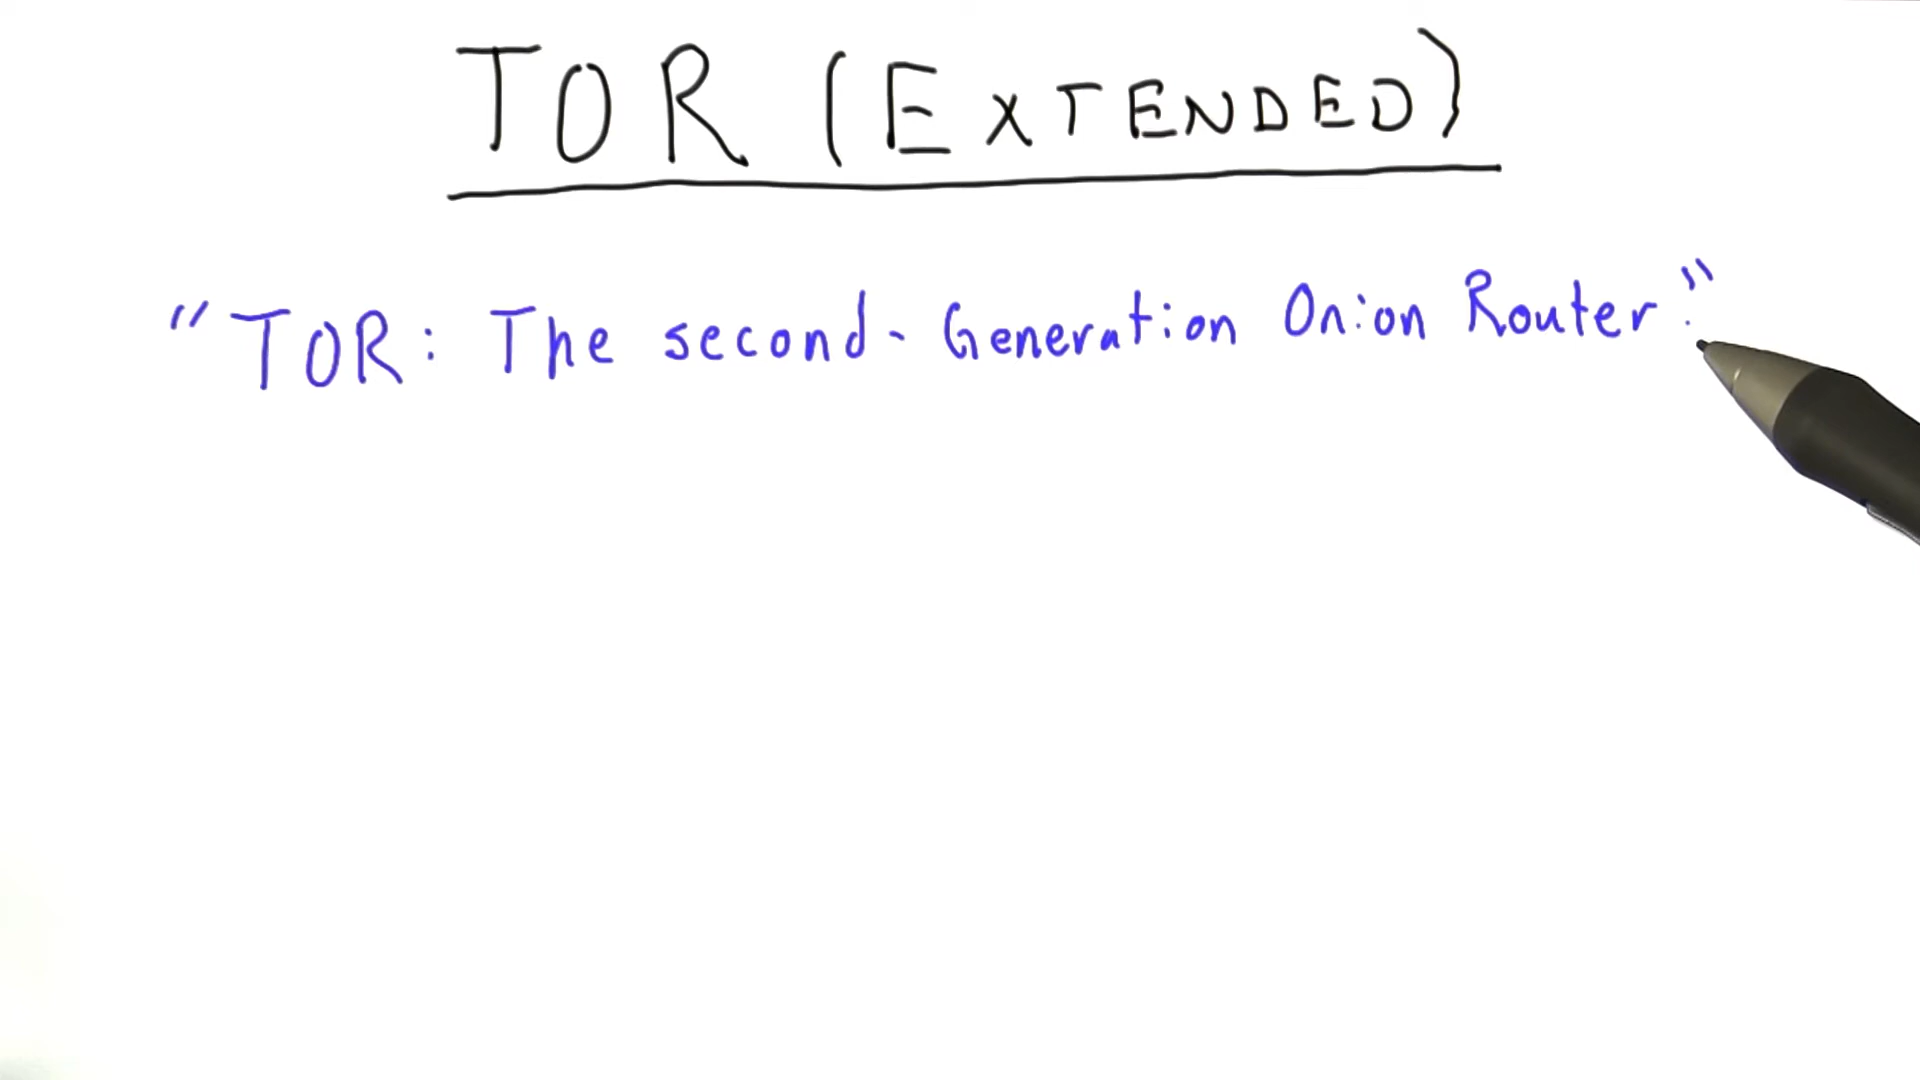 TOR (EXTENDED)
"TOR: The second-Generation Onion Router."